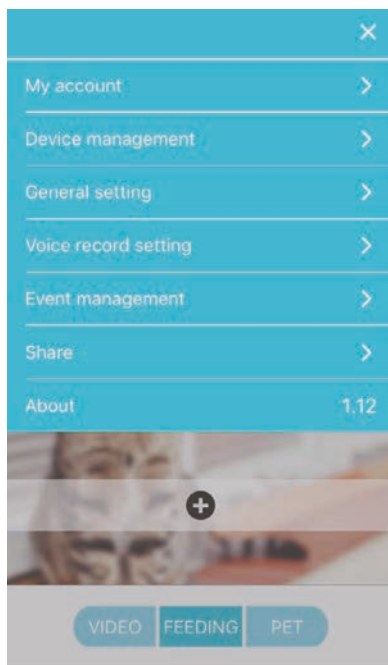 My account
Device management
General setting
Voice record setting
Event management
Share
About 1.12
VIDEO FEEDING PET